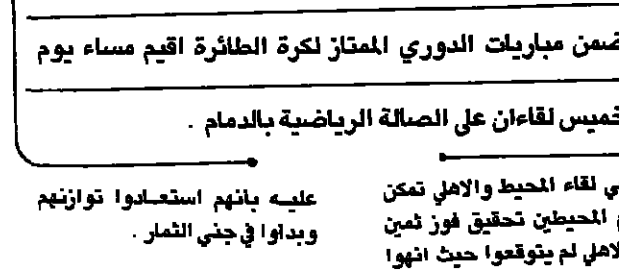 ضمن مباريات الدوري الممتاز لكرة الطائرة اقيم مساء يوم
خميس لقاءان على الصالة الرياضية بالدمام .
ي لقاء المحيط والاهلي تمكن
المحيطين تحقيق فوز ثمين
لاهلي لم يتوقعوا حيث انهوا
عليه بانهم استعادوا توازنهم
وبداوا في جني الثمار .